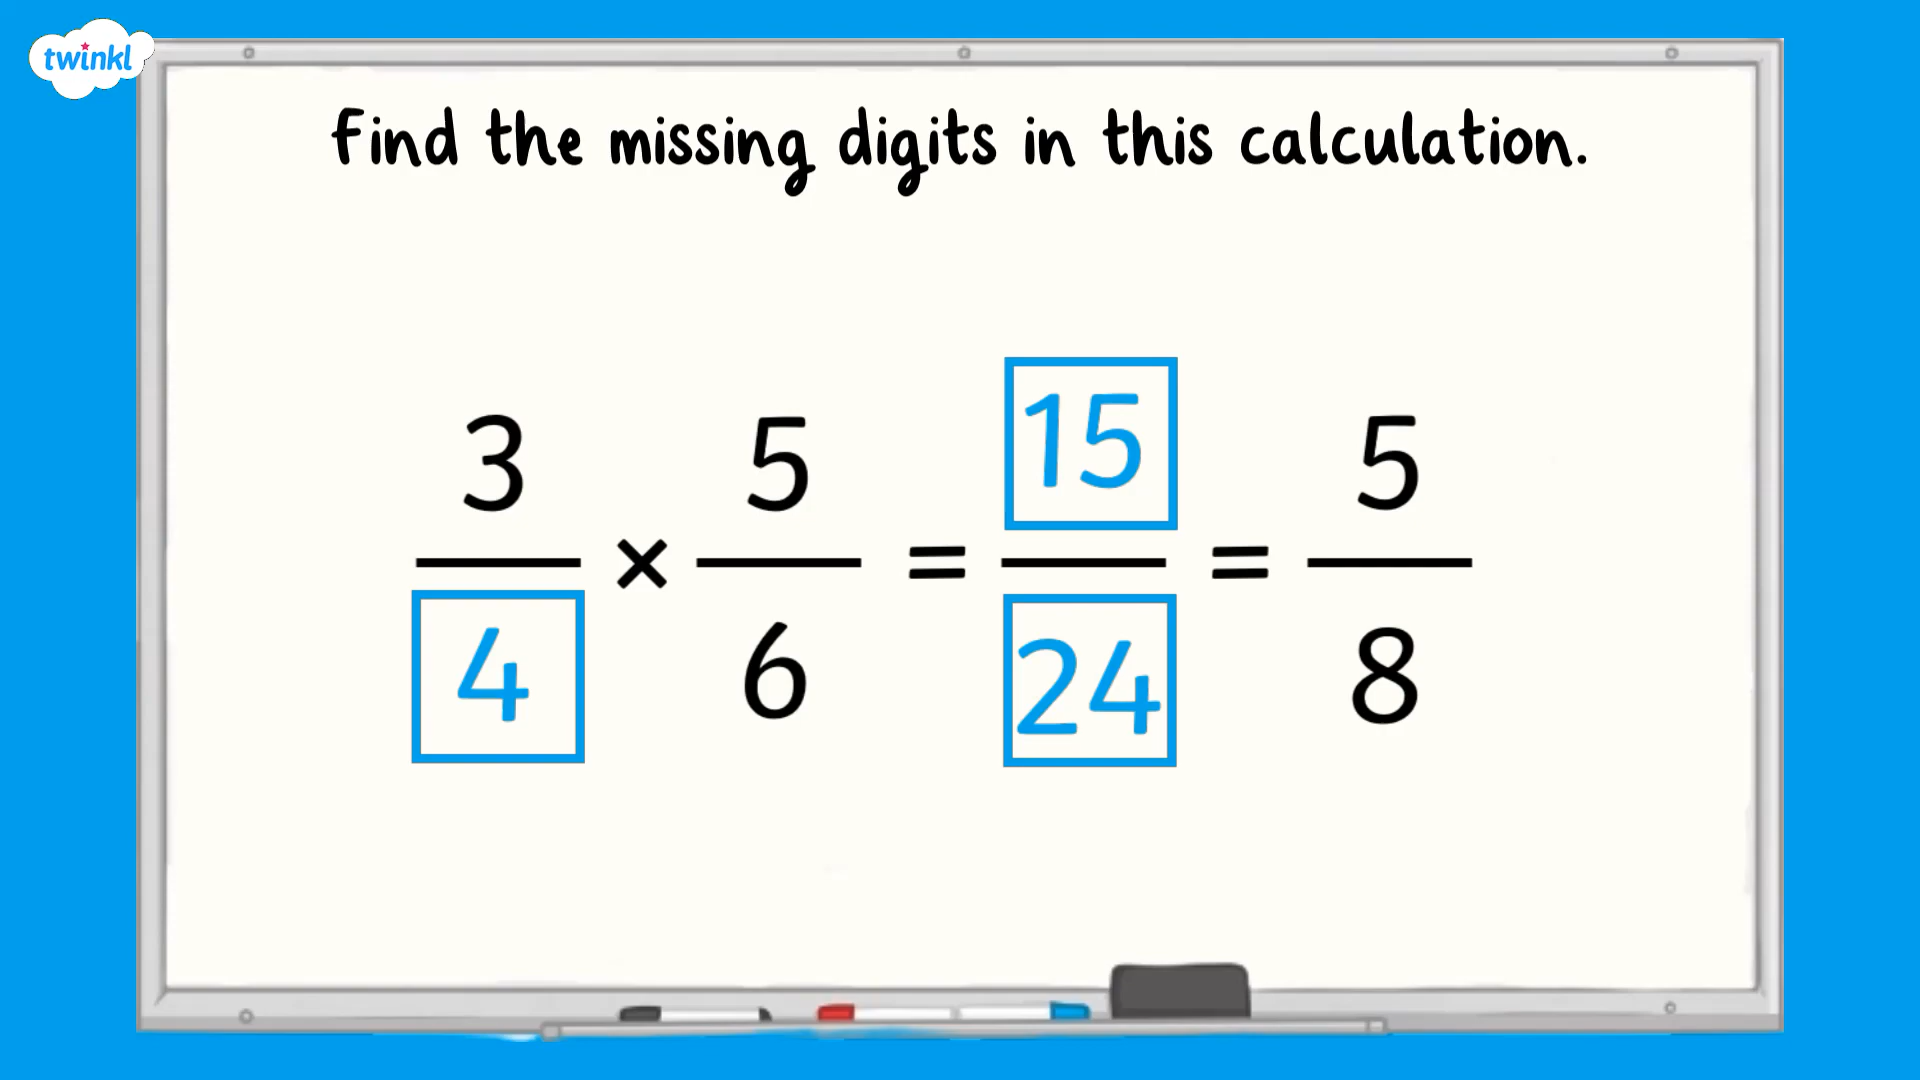 twinkl
Find the missing digits in this calculation.
3/4 × 5/6 = 15/24 = 5/8